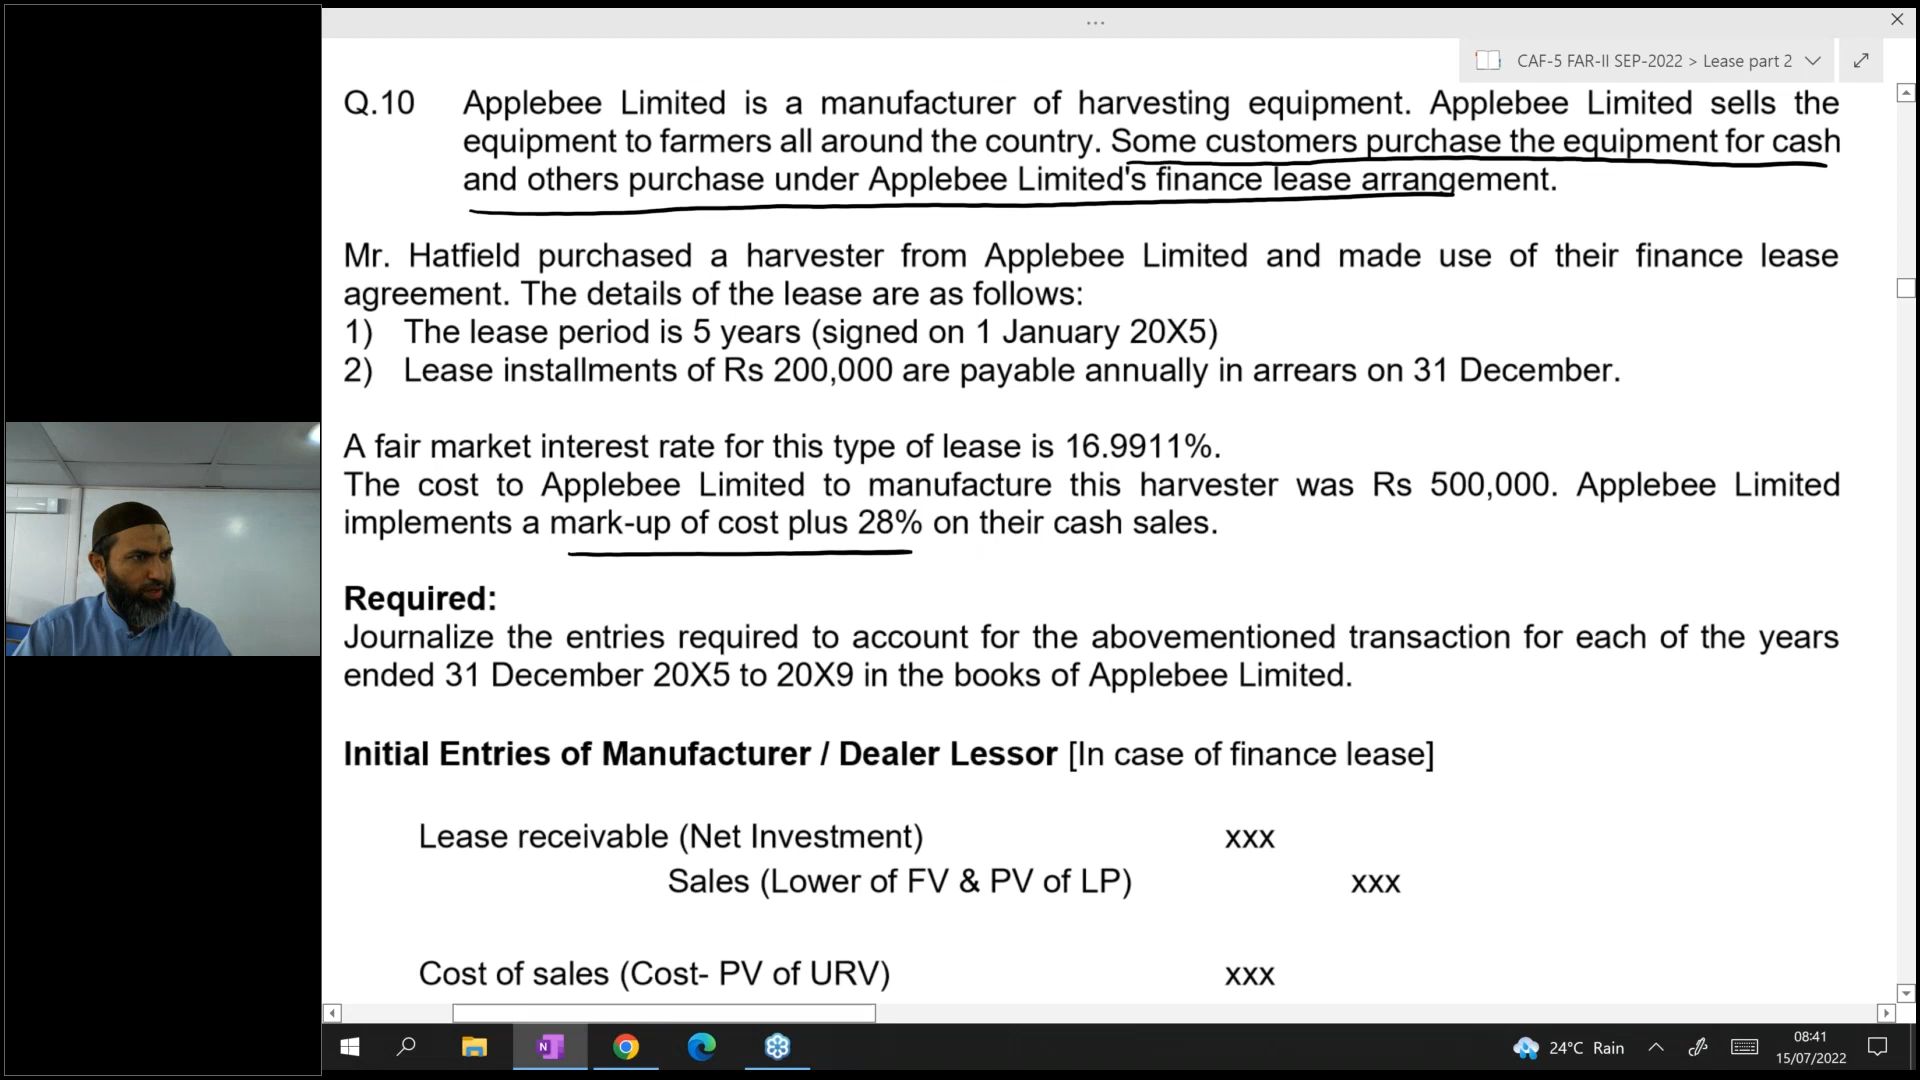 ...
CAF-5 FAR-II SEP-2022 > Lease part 2
Q.10 Applebee Limited is a manufacturer of harvesting equipment. Applebee Limited sells the
equipment to farmers all around the country. Some customers purchase the equipment for cash
and others purchase under Applebee Limited's finance lease arrangement.
Mr. Hatfield purchased a harvester from Applebee Limited and made use of their finance lease
agreement. The details of the lease are as follows:
1) The lease period is 5 years (signed on 1 January 20X5)
2) Lease installments of Rs 200,000 are payable annually in arrears on 31 December.
A fair market interest rate for this type of lease is 16.9911%.
The cost to Applebee Limited to manufacture this harvester was Rs 500,000. Applebee Limited
implements a mark-up of cost plus 28% on their cash sales.
Required:
Journalize the entries required to account for the abovementioned transaction for each of the years
ended 31 December 20X5 to 20X9 in the books of Applebee Limited.
Initial Entries of Manufacturer / Dealer Lessor [In case of finance lease]
Lease receivable (Net Investment) xxx
Sales (Lower of FV & PV of LP) xxx
Cost of sales (Cost- PV of URV) xxx
N
24°C Rain
08:41
15/07/2022